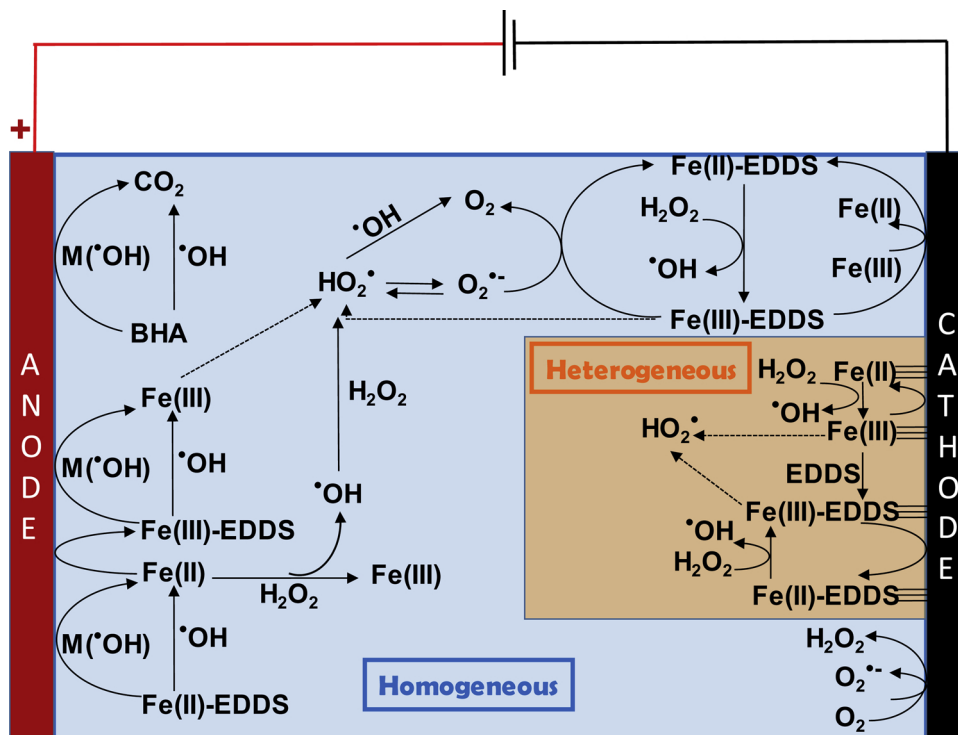 +
ANODE
CATHODE
CO₂
M(•OH)
•OH
BHA
Fe(III)
M(•OH)
•OH
Fe(III)-EDDS
Fe(II)
H₂O₂
Fe(III)
M(•OH)
•OH
Fe(II)-EDDS
•OH
H₂O₂
HO₂•
•OH
O₂
O₂•-
Fe(II)-EDDS
H₂O₂
•OH
Fe(III)-EDDS
Fe(II)
Fe(III)
Heterogeneous
H₂O₂
Fe(II)
•OH
Fe(III)
HO₂•
EDDS
Fe(III)-EDDS
•OH
H₂O₂
Fe(II)-EDDS
Homogeneous
H₂O₂
O₂•-
O₂